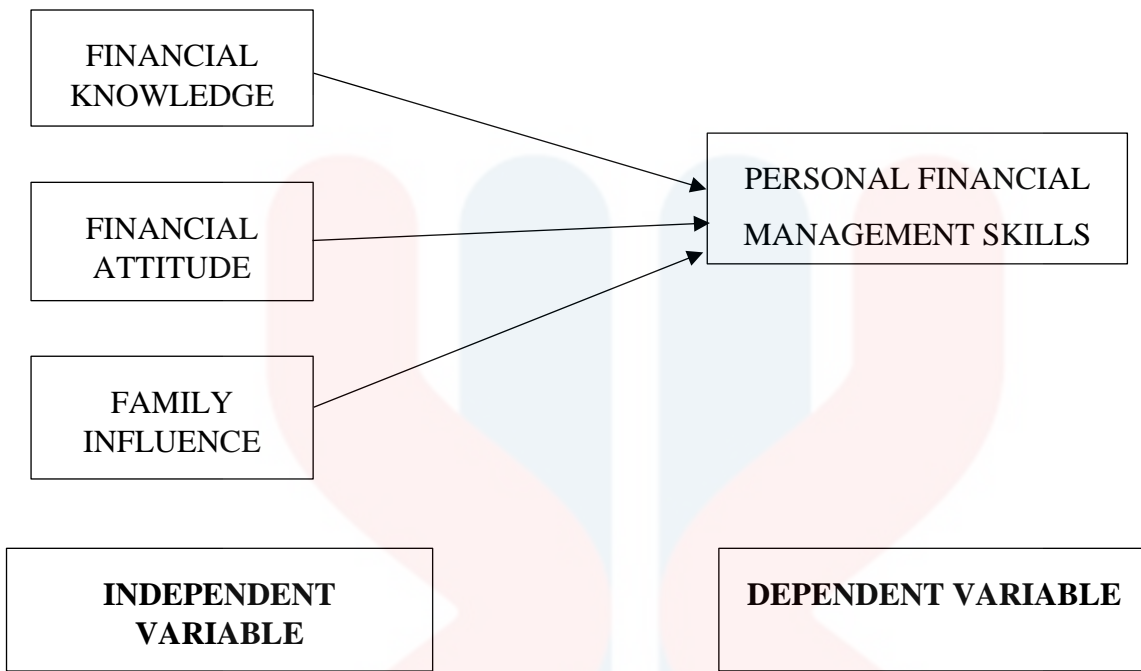 FINANCIAL
KNOWLEDGE
PERSONAL FINANCIAL
MANAGEMENT SKILLS
FINANCIAL
ATTITUDE
FAMILY
INFLUENCE
INDEPENDENT
VARIABLE
DEPENDENT VARIABLE